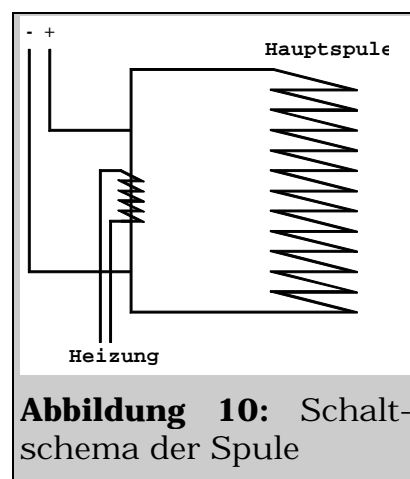 - +
Hauptspule
Heizung
Abbildung 10: Schalt-
schema der Spule